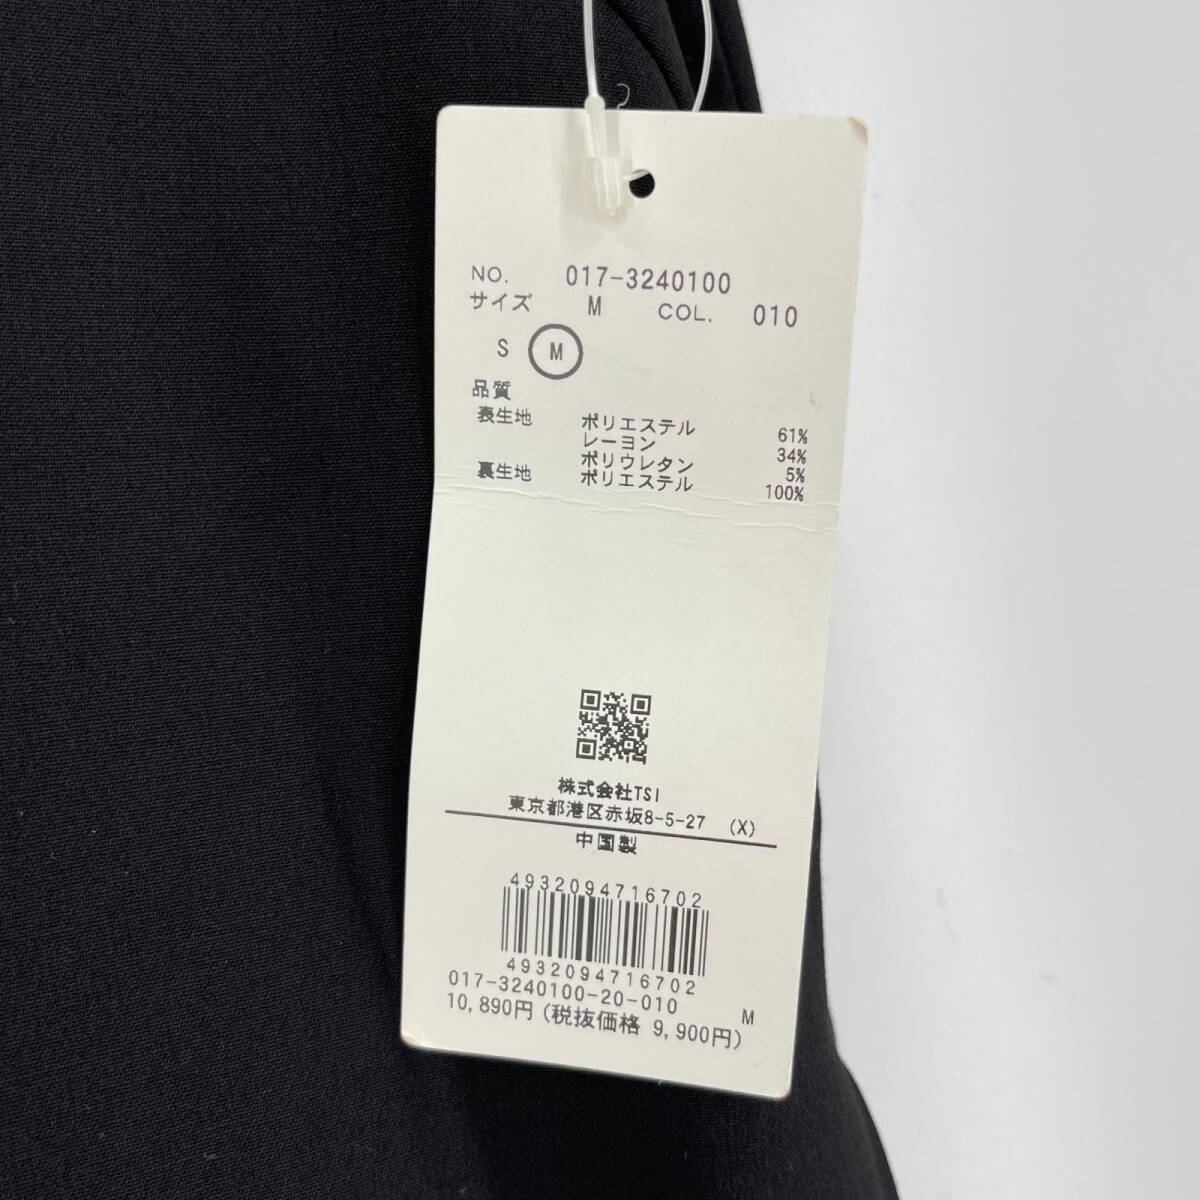 NO. 017-3240100
サイズ M COL. 010
S M
品質
表生地 ポリエステル 61%
レーヨン 34%
ポリウレタン 5%
裏生地 ポリエステル 100%
株式会社TSI
東京都港区赤坂8-5-27 (X)
中国製
4932094716702
4932094716702
017-3240100-20-010 M
10,890円(税抜価格 9,900円)